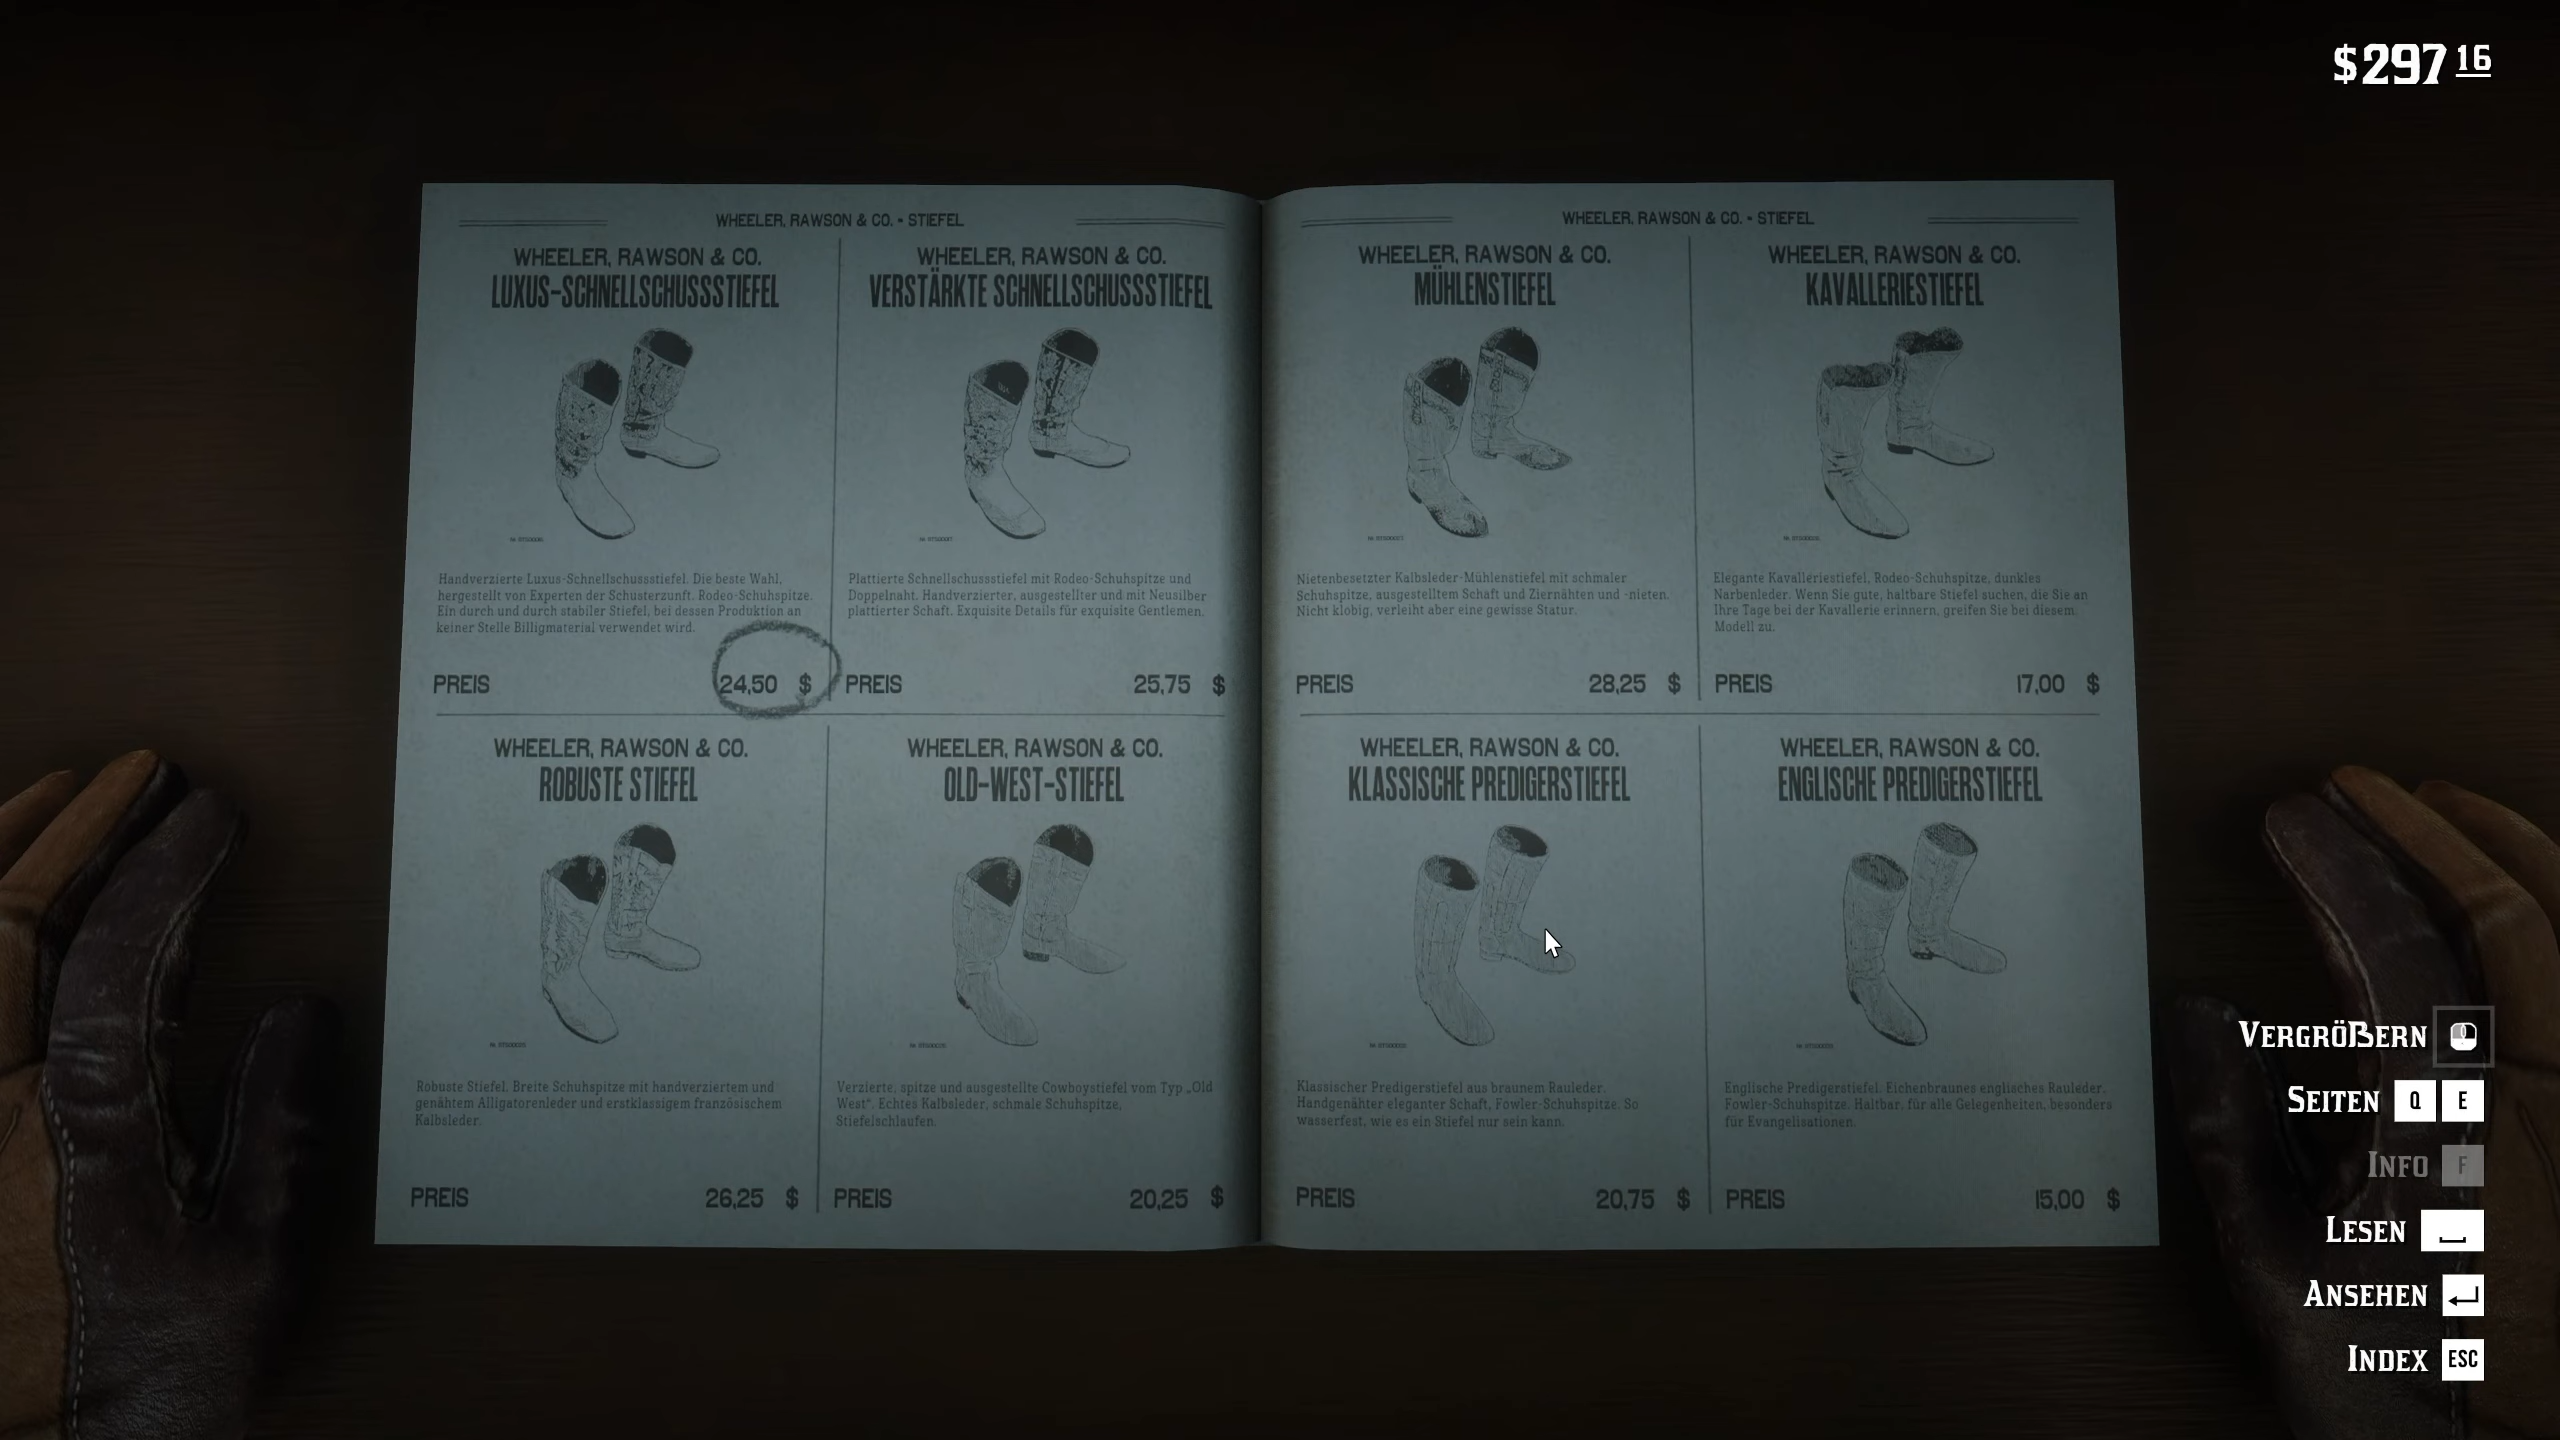 $297 16
WHEELER, RAWSON & CO. - STIEFEL
WHEELER, RAWSON & CO.
LUXUS-SCHNELLSCHUSSSTIEFEL
Handverzierte Luxus-Schnellschussstiefel. Die beste Wahl,
hergestellt von Experten der Schusterzunft. Rodeo-Schuhspitze.
Ein durch und durch stabiler Stiefel, bei dessen Produktion an
keiner Stelle Billigmaterial verwendet wird.
PREIS 24,50 $
WHEELER, RAWSON & CO.
VERSTÄRKTE SCHNELLSCHUSSSTIEFEL
Plattierte Schnellschussstiefel mit Rodeo-Schuhspitze und
Doppelnaht. Handverzierter, ausgestellter und mit Neusilber
plattierter Schaft. Exquisite Details für exquisite Gentlemen.
PREIS 25,75 $
WHEELER, RAWSON & CO.
ROBUSTE STIEFEL
Robuste Stiefel. Breite Schuhspitze mit handverziertem und
genähtem Alligatorenleder und erstklassigem französischem
Kalbsleder.
PREIS 26,25 $
WHEELER, RAWSON & CO.
OLD-WEST-STIEFEL
Verzierte, spitze und ausgestellte Cowboystiefel vom Typ „Old
West“. Echtes Kalbsleder, schmale Schuhspitze,
Stiefelschlaufen.
PREIS 20,25 $
WHEELER, RAWSON & CO. - STIEFEL
WHEELER, RAWSON & CO.
MÜHLENSTIEFEL
Nietenbesetzter Kalbsleder-Mühlenstiefel mit schmaler
Schuhspitze, ausgestelltem Schaft und Ziernähten und -nieten.
Nicht klobig, verleiht aber eine gewisse Statur.
PREIS 28,25 $
WHEELER, RAWSON & CO.
KAVALLERIESTIEFEL
Elegante Kavalleriestiefel, Rodeo-Schuhspitze, dunkles
Narbenleder. Wenn Sie gute, haltbare Stiefel suchen, die Sie an
Ihre Tage bei der Kavallerie erinnern, greifen Sie bei diesem
Modell zu.
PREIS 17,00 $
WHEELER, RAWSON & CO.
KLASSISCHE PREDIGERSTIEFEL
Klassischer Predigerstiefel aus braunem Rauleder.
Handgenähter eleganter Schaft, Fowler-Schuhspitze. So
wasserfest, wie es ein Stiefel nur sein kann.
PREIS 20,75 $
WHEELER, RAWSON & CO.
ENGLISCHE PREDIGERSTIEFEL
Englische Predigerstiefel. Eichenbraunes englisches Rauleder,
Fowler-Schuhspitze. Haltbar, für alle Gelegenheiten, besonders
für Evangelisationen.
PREIS 15,00 $
VERGRÖẞERN
SEITEN Q E
INFO F
LESEN
ANSEHEN
INDEX ESC